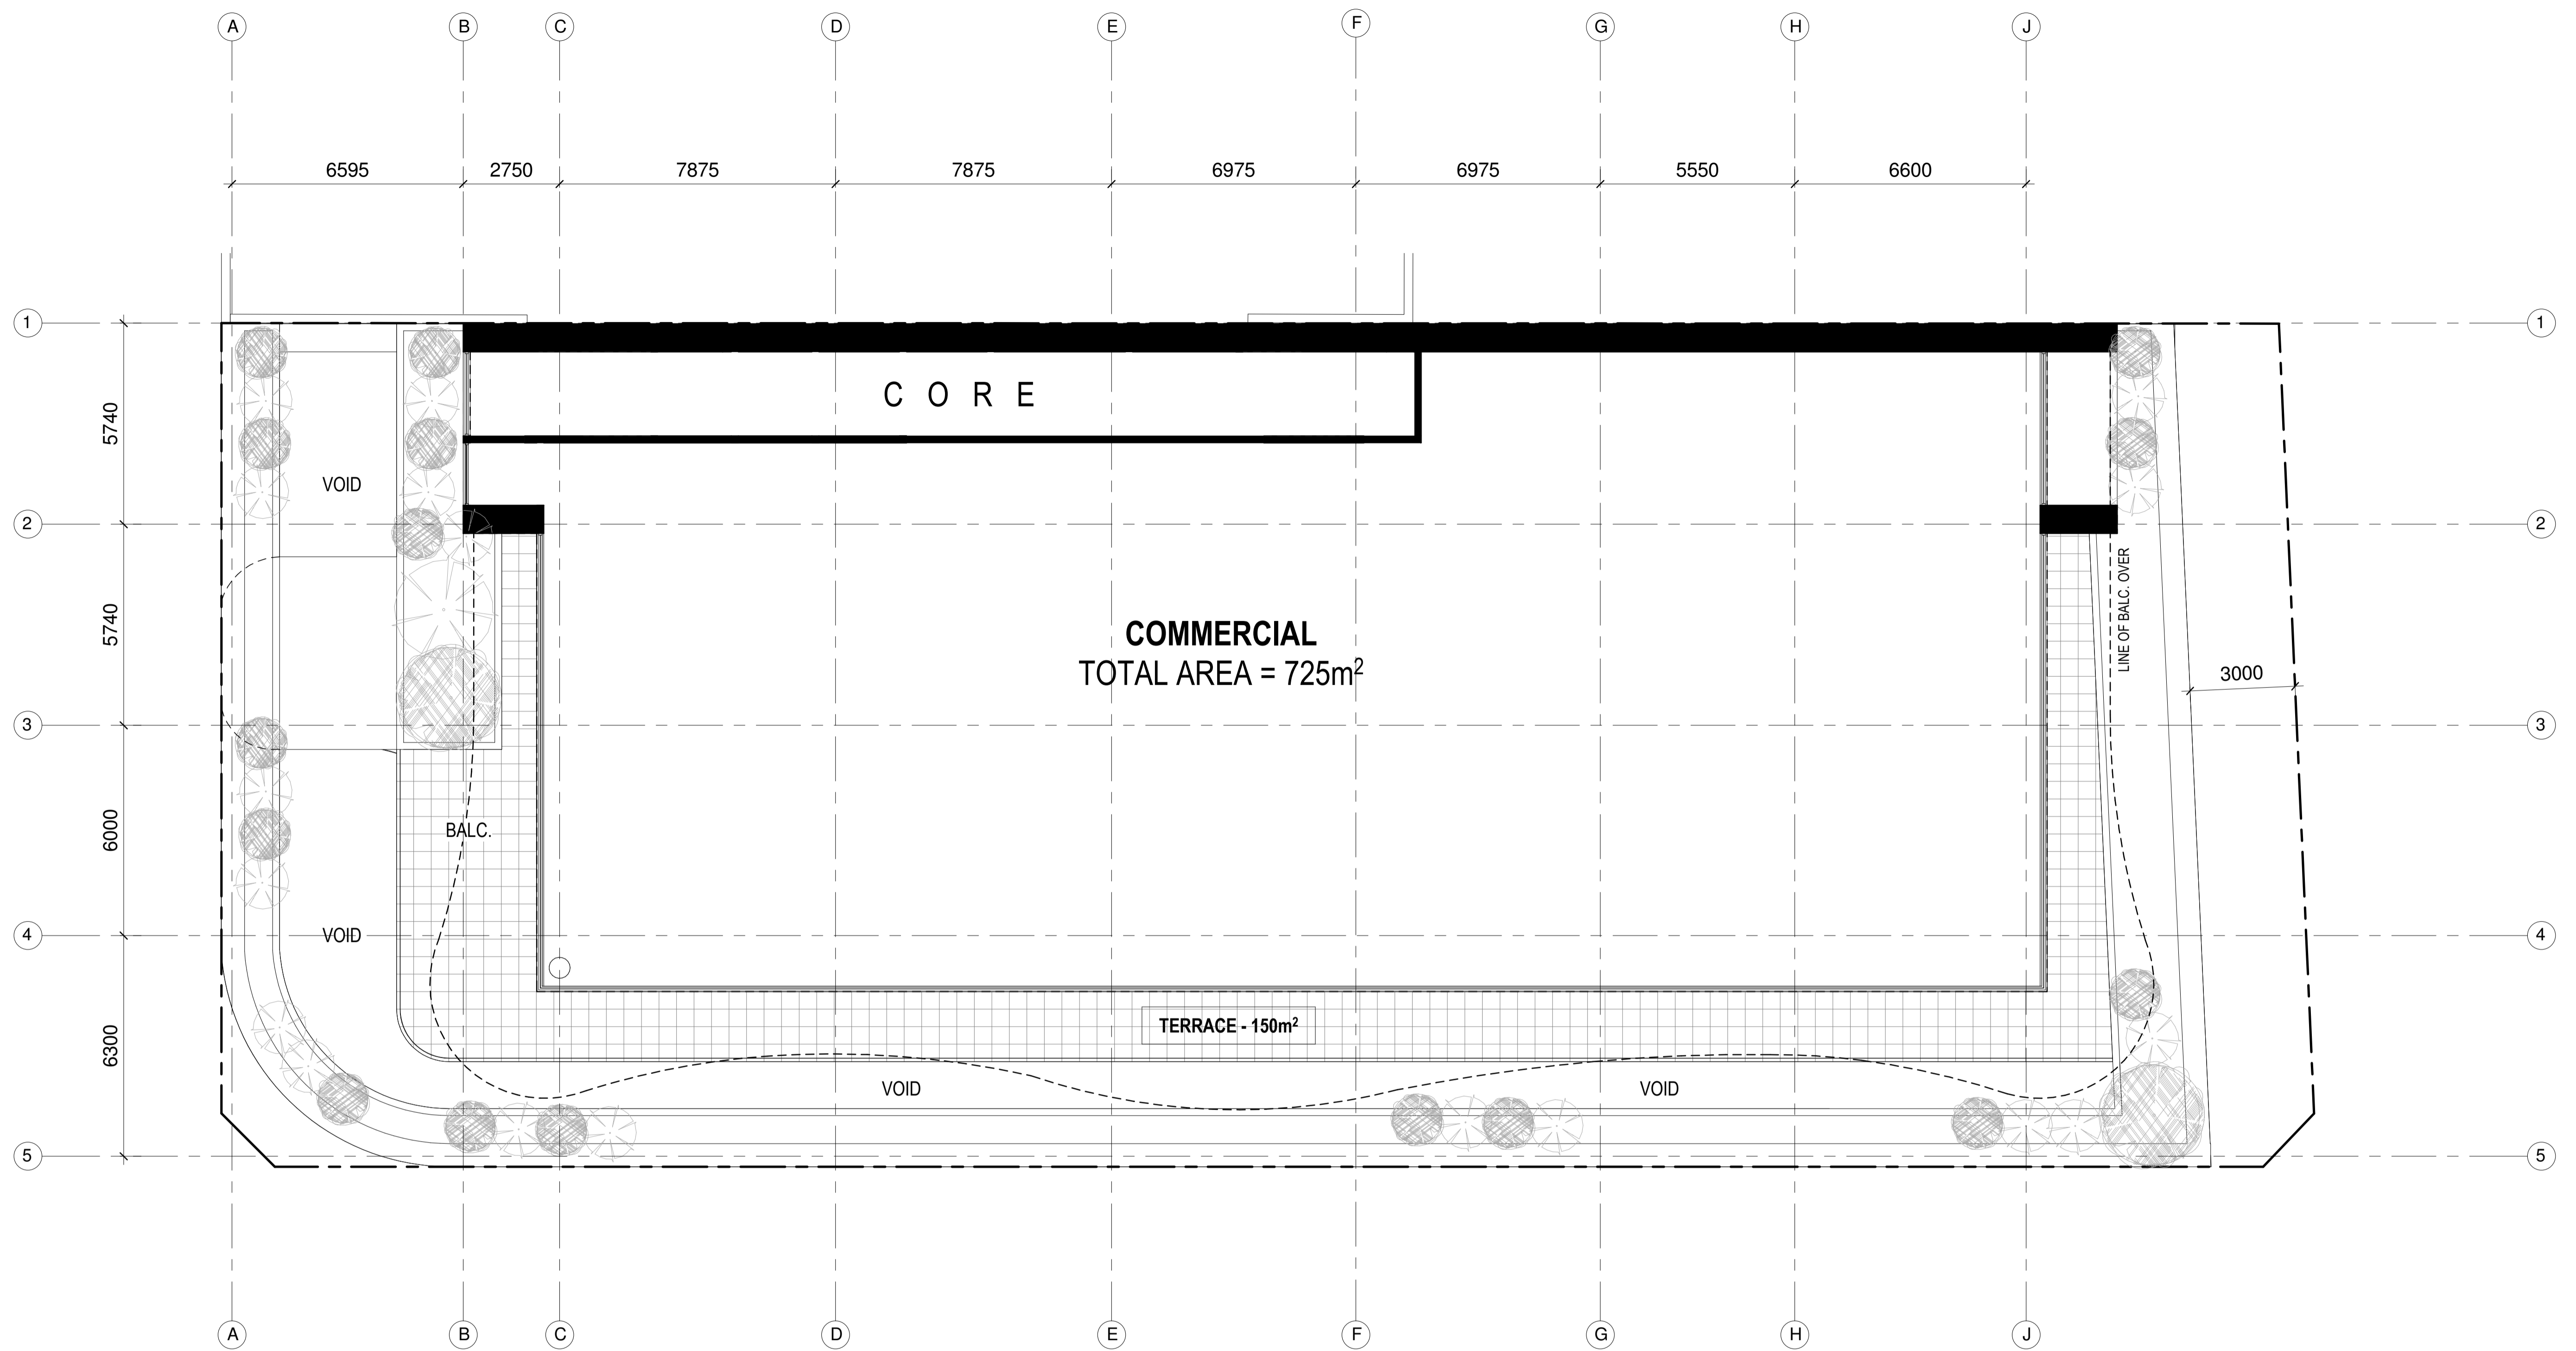 A B C D E F G H J
6595 2750 7875 7875 6975 6975 5550 6600
1 1
C O R E
5740
VOID
2 2
LINE OF BALC. OVER
5740
COMMERCIAL
TOTAL AREA = 725m²
3000
3 3
6000
BALC.
4 VOID 4
TERRACE - 150m²
6300
VOID VOID
5 5
A B C D E F G H J